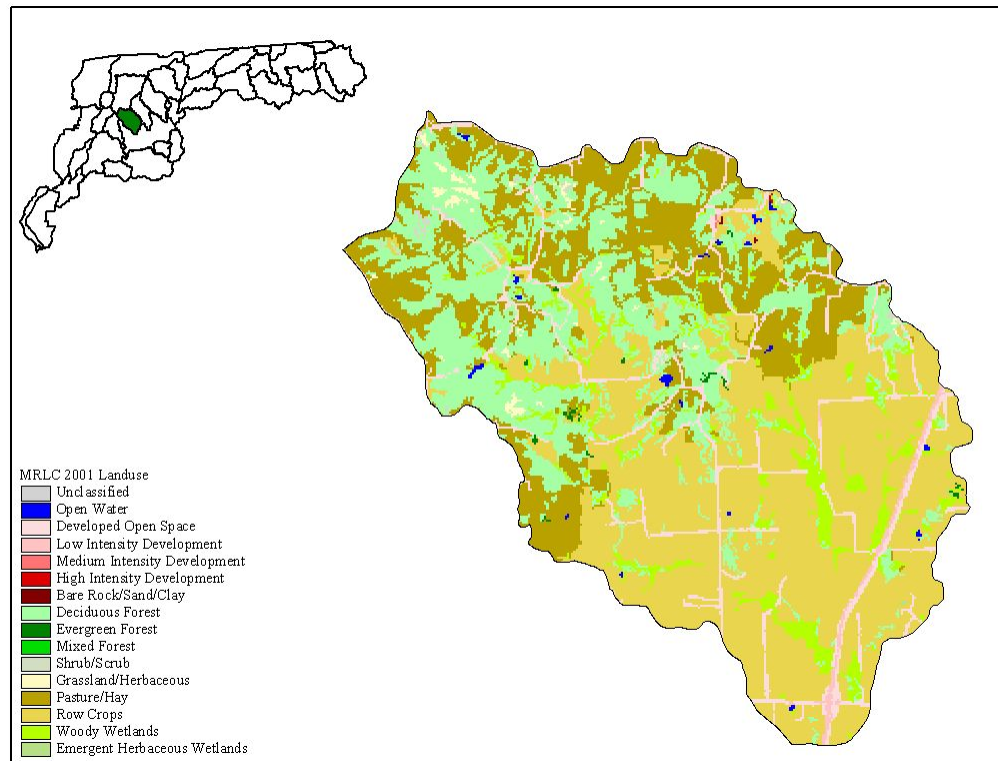 MRLC 2001 Landuse
Unclassified
Open Water
Developed Open Space
Low Intensity Development
Medium Intensity Development
High Intensity Development
Bare Rock/Sand/Clay
Deciduous Forest
Evergreen Forest
Mixed Forest
Shrub/Scrub
Grassland/Herbaceous
Pasture/Hay
Row Crops
Woody Wetlands
Emergent Herbaceous Wetlands